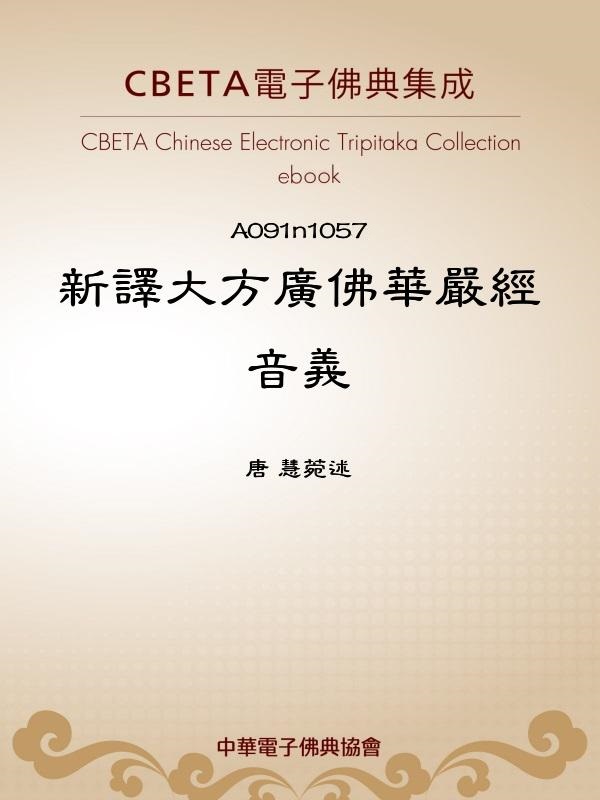 CBETA電子佛典集成
CBETA Chinese Electronic Tripitaka Collection
ebook
A091n1057
新譯大方廣佛華嚴經
音義
唐 慧菀述
中華電子佛典協會